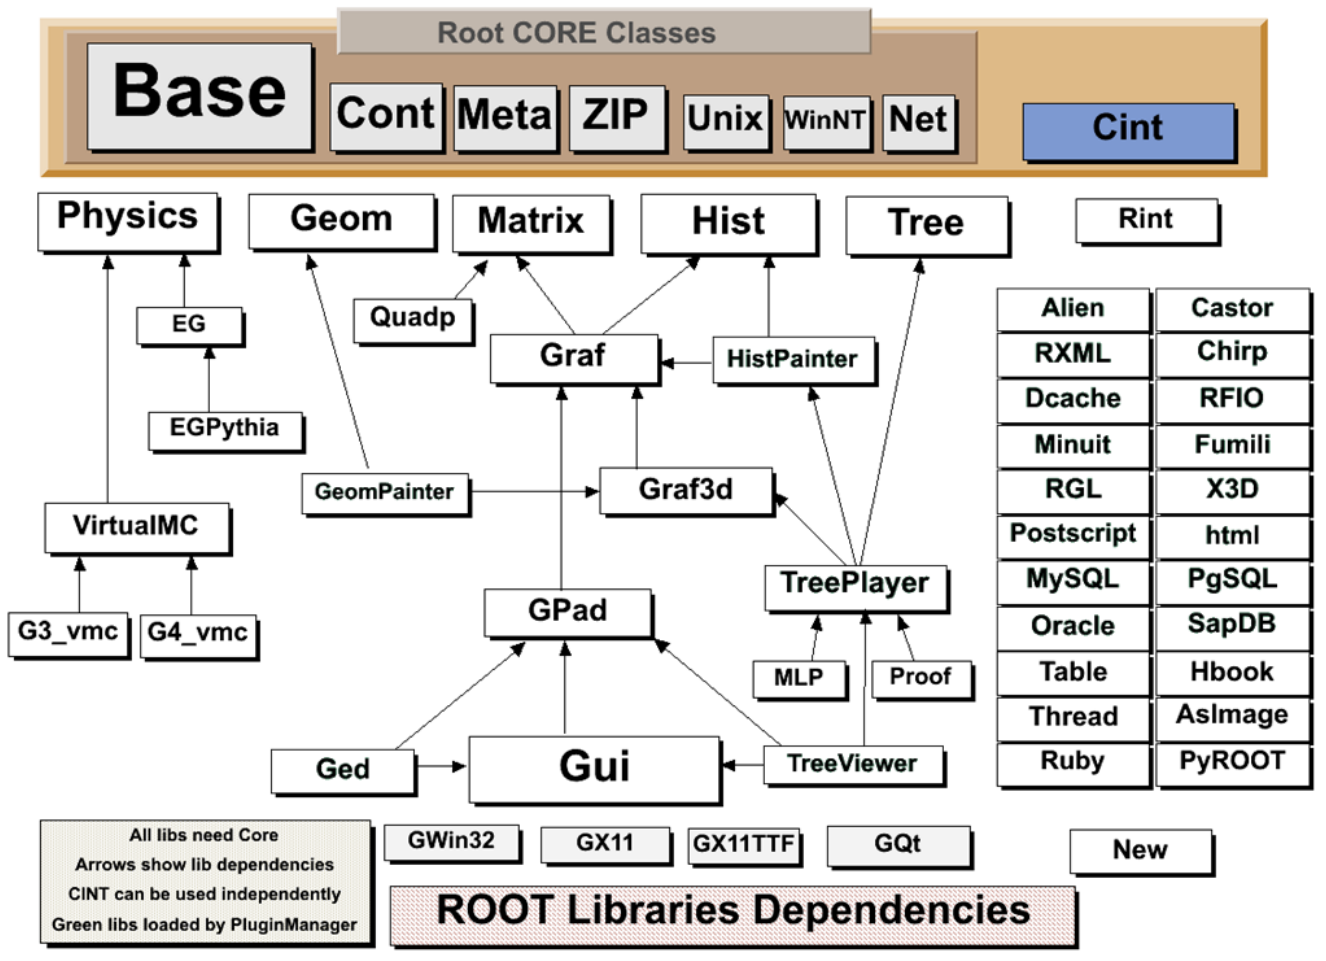 Root CORE Classes
Base
Cont
Meta
ZIP
Unix
WinNT
Net
Cint
Physics
Geom
Matrix
Hist
Tree
Rint
EG
Quadp
Graf
HistPainter
EGPythia
GeomPainter
Graf3d
VirtualMC
TreePlayer
G3_vmc
G4_vmc
GPad
MLP
Proof
Ged
Gui
TreeViewer
Alien
Castor
RXML
Chirp
Dcache
RFIO
Minuit
Fumili
RGL
X3D
Postscript
html
MySQL
PgSQL
Oracle
SapDB
Table
Hbook
Thread
AsImage
Ruby
PyROOT
All libs need Core
Arrows show lib dependencies
CINT can be used independently
Green libs loaded by PluginManager
GWin32
GX11
GX11TTF
GQt
New
ROOT Libraries Dependencies